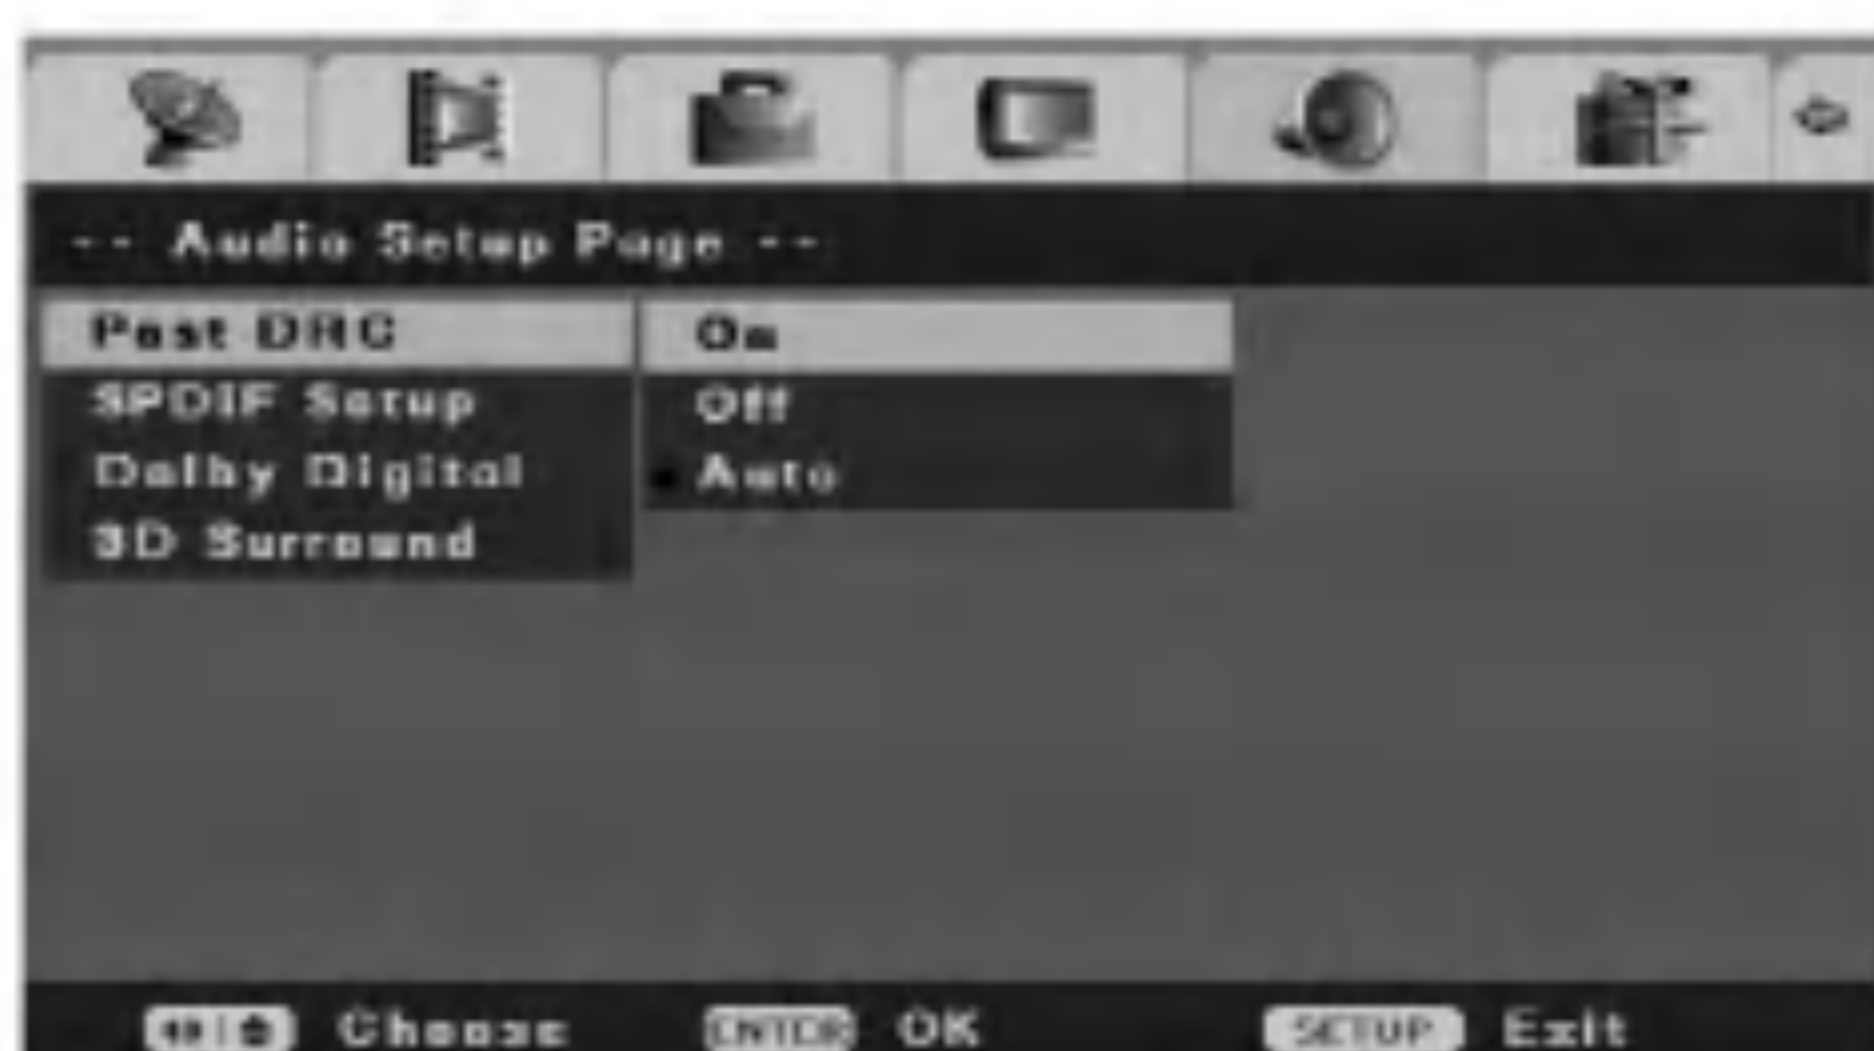 -- Audio Setup Page --
Post DRC
On
SPDIF Setup
Off
Dolby Digital
Auto
3D Surround
Choose
ENTER OK
SETUP Exit